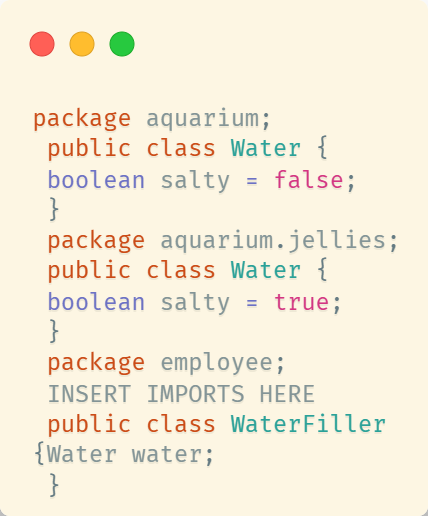 package aquarium;
public class Water {
boolean salty = false;
}
package aquarium.jellies;
public class Water {
boolean salty = true;
}
package employee;
INSERT IMPORTS HERE
public class WaterFiller
{Water water;
}